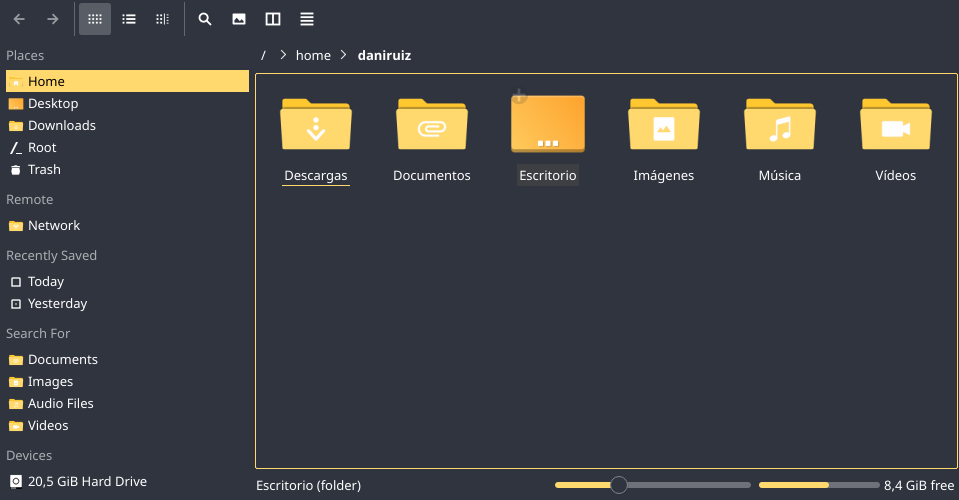 / > home > daniruiz
Places
Home
Desktop
Downloads
Root
Trash
Remote
Network
Recently Saved
Today
Yesterday
Search For
Documents
Images
Audio Files
Videos
Devices
20,5 GiB Hard Drive
Descargas
Documentos
Escritorio
Imágenes
Música
Vídeos
Escritorio (folder)
8,4 GiB free